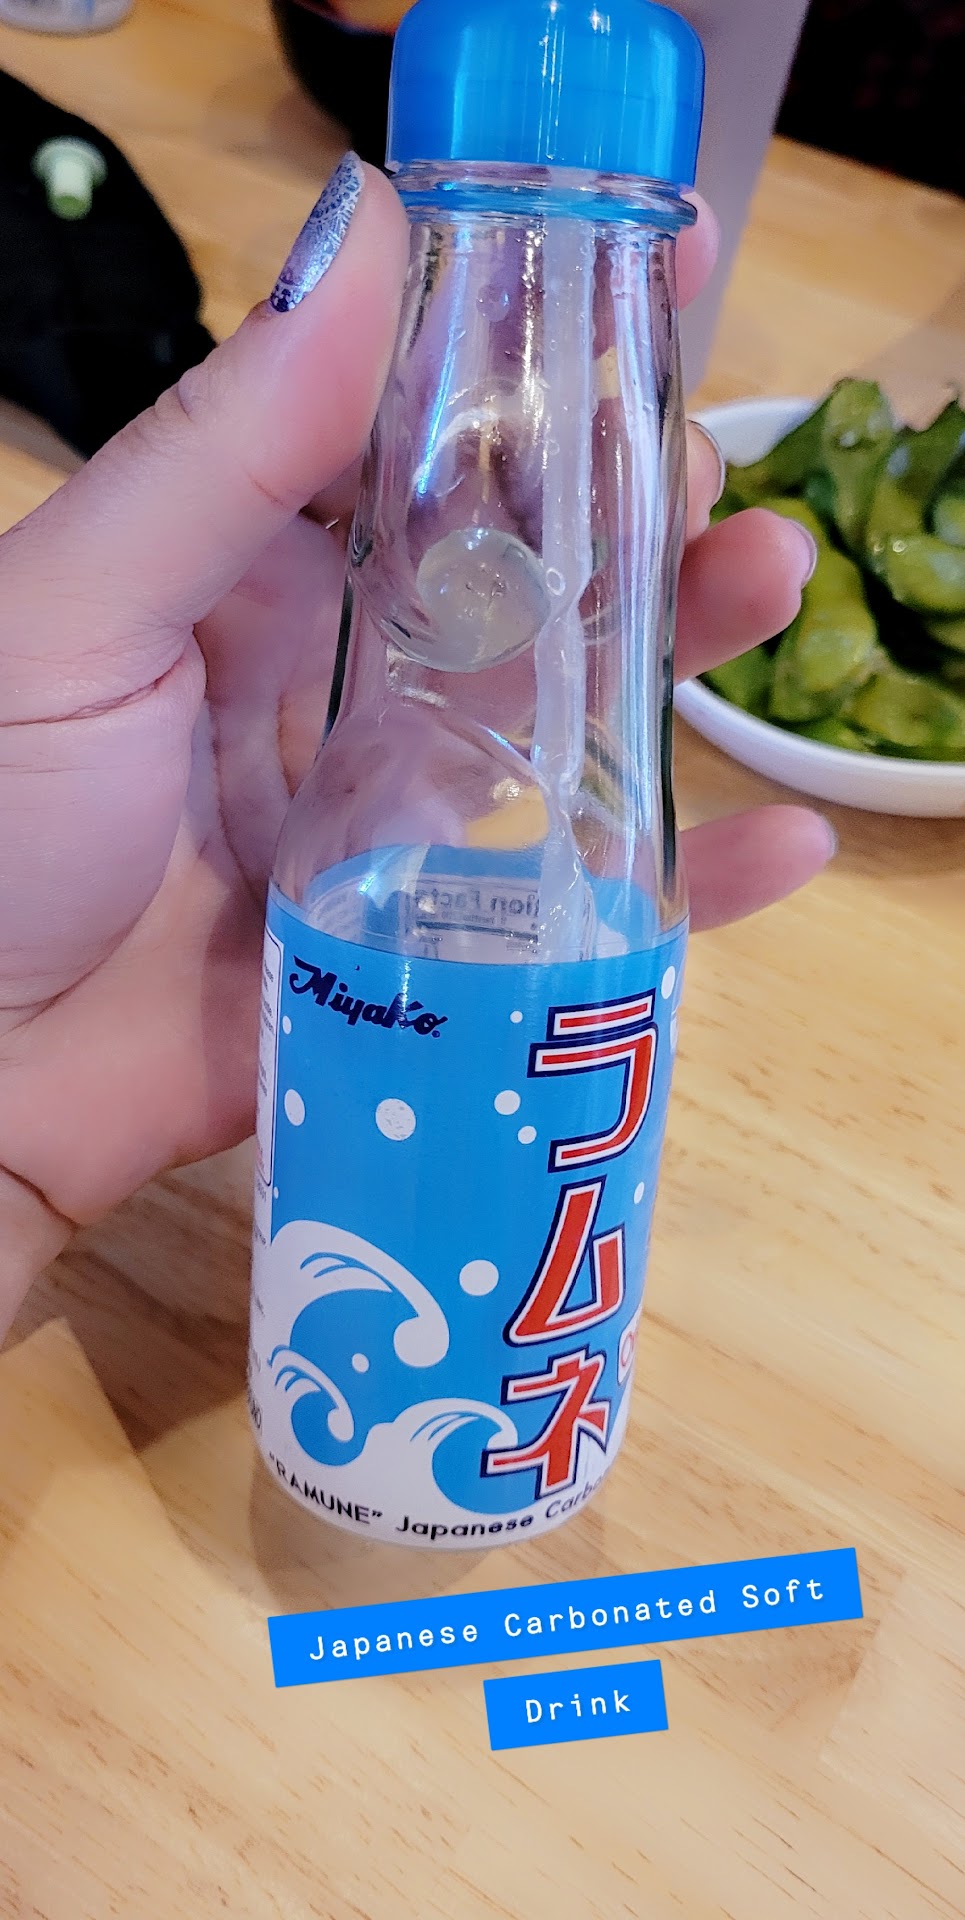 Miyako
ラムネ
"RAMUNE" Japanese
Japanese Carbonated Soft
Drink